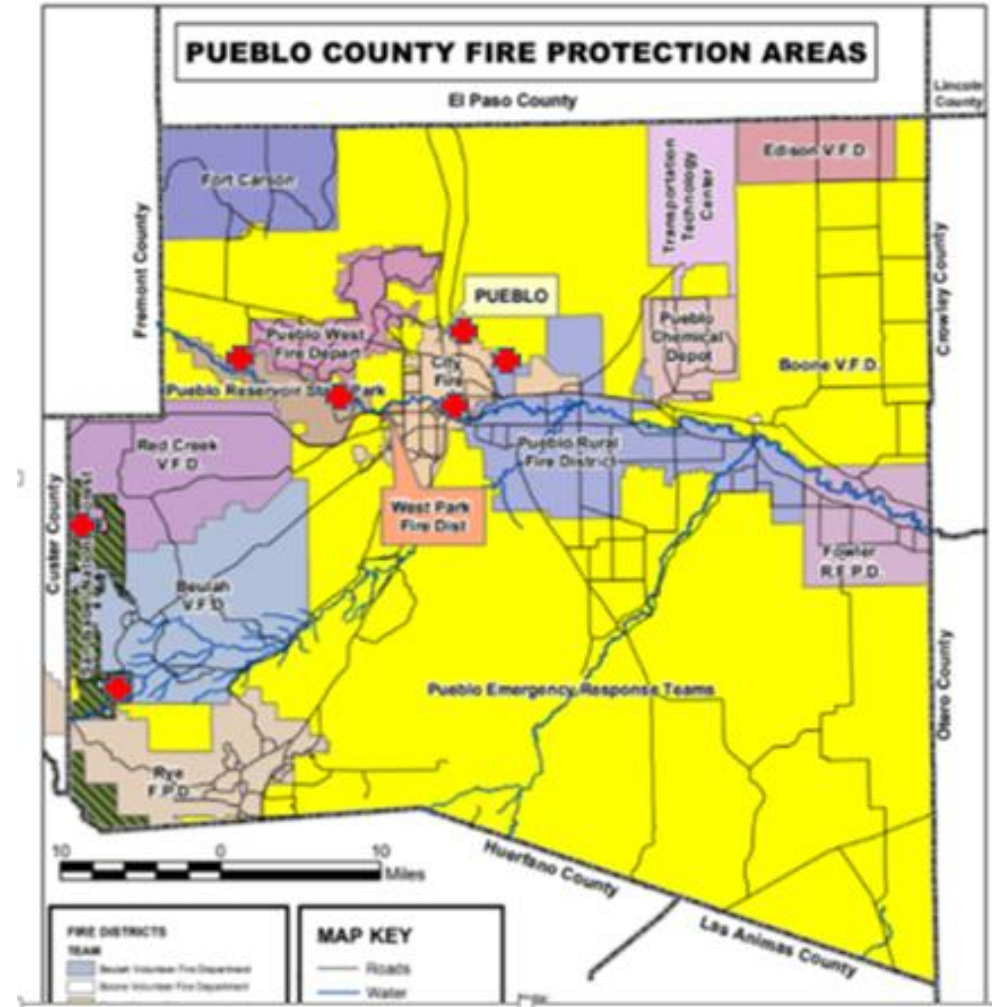 PUEBLO COUNTY FIRE PROTECTION AREAS
El Paso County
Lincoln
County
Fort Carson
Transportation
Technology
Center
Edison V.F.D
Fremont County
Crowley County
PUEBLO
Pueblo West
Fire Depart
Pueblo
Chemical
Depot
City
Fire
Boone V.F.D.
Pueblo Reservoir State Park
Red Creek
V.F.D
Pueblo Rural
Fire District
Custer County
West Park
Fire Dist
Fowler
R.F.P.D.
Beulah
V.F.D.
Otero County
Pueblo Emergency Response Teams
Rye
F.P.D.
10 0 10
Miles
Huerfano County
Las Animas County
FIRE DISTRICTS
TEAM
Beulah Volunteer Fire Department
Boone Volunteer Fire Department
MAP KEY
Roads
Water